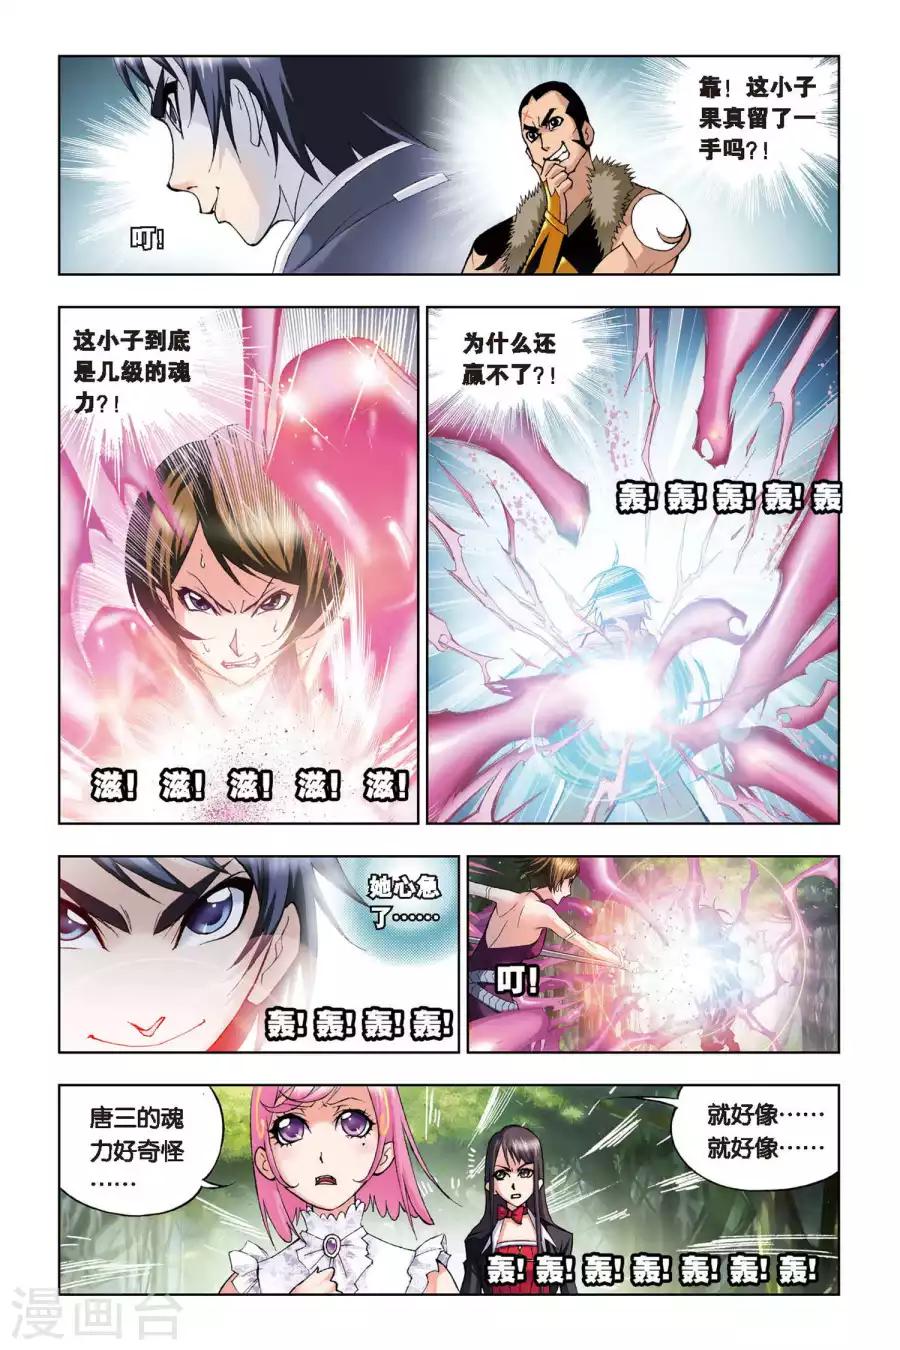 靠！这小子
果真留了一
手吗?!
叮!
这小子到底
是几级的魂
力?!
滋! 滋! 滋! 滋! 滋!
为什么还
赢不了?!
轰! 轰! 轰! 轰! 轰
她心急
了……
轰! 轰! 轰! 轰!
叮!
唐三的魂
力好奇怪
……
就好像……
就好像……
轰! 轰! 轰! 轰! 轰! 轰! 轰!
漫画台